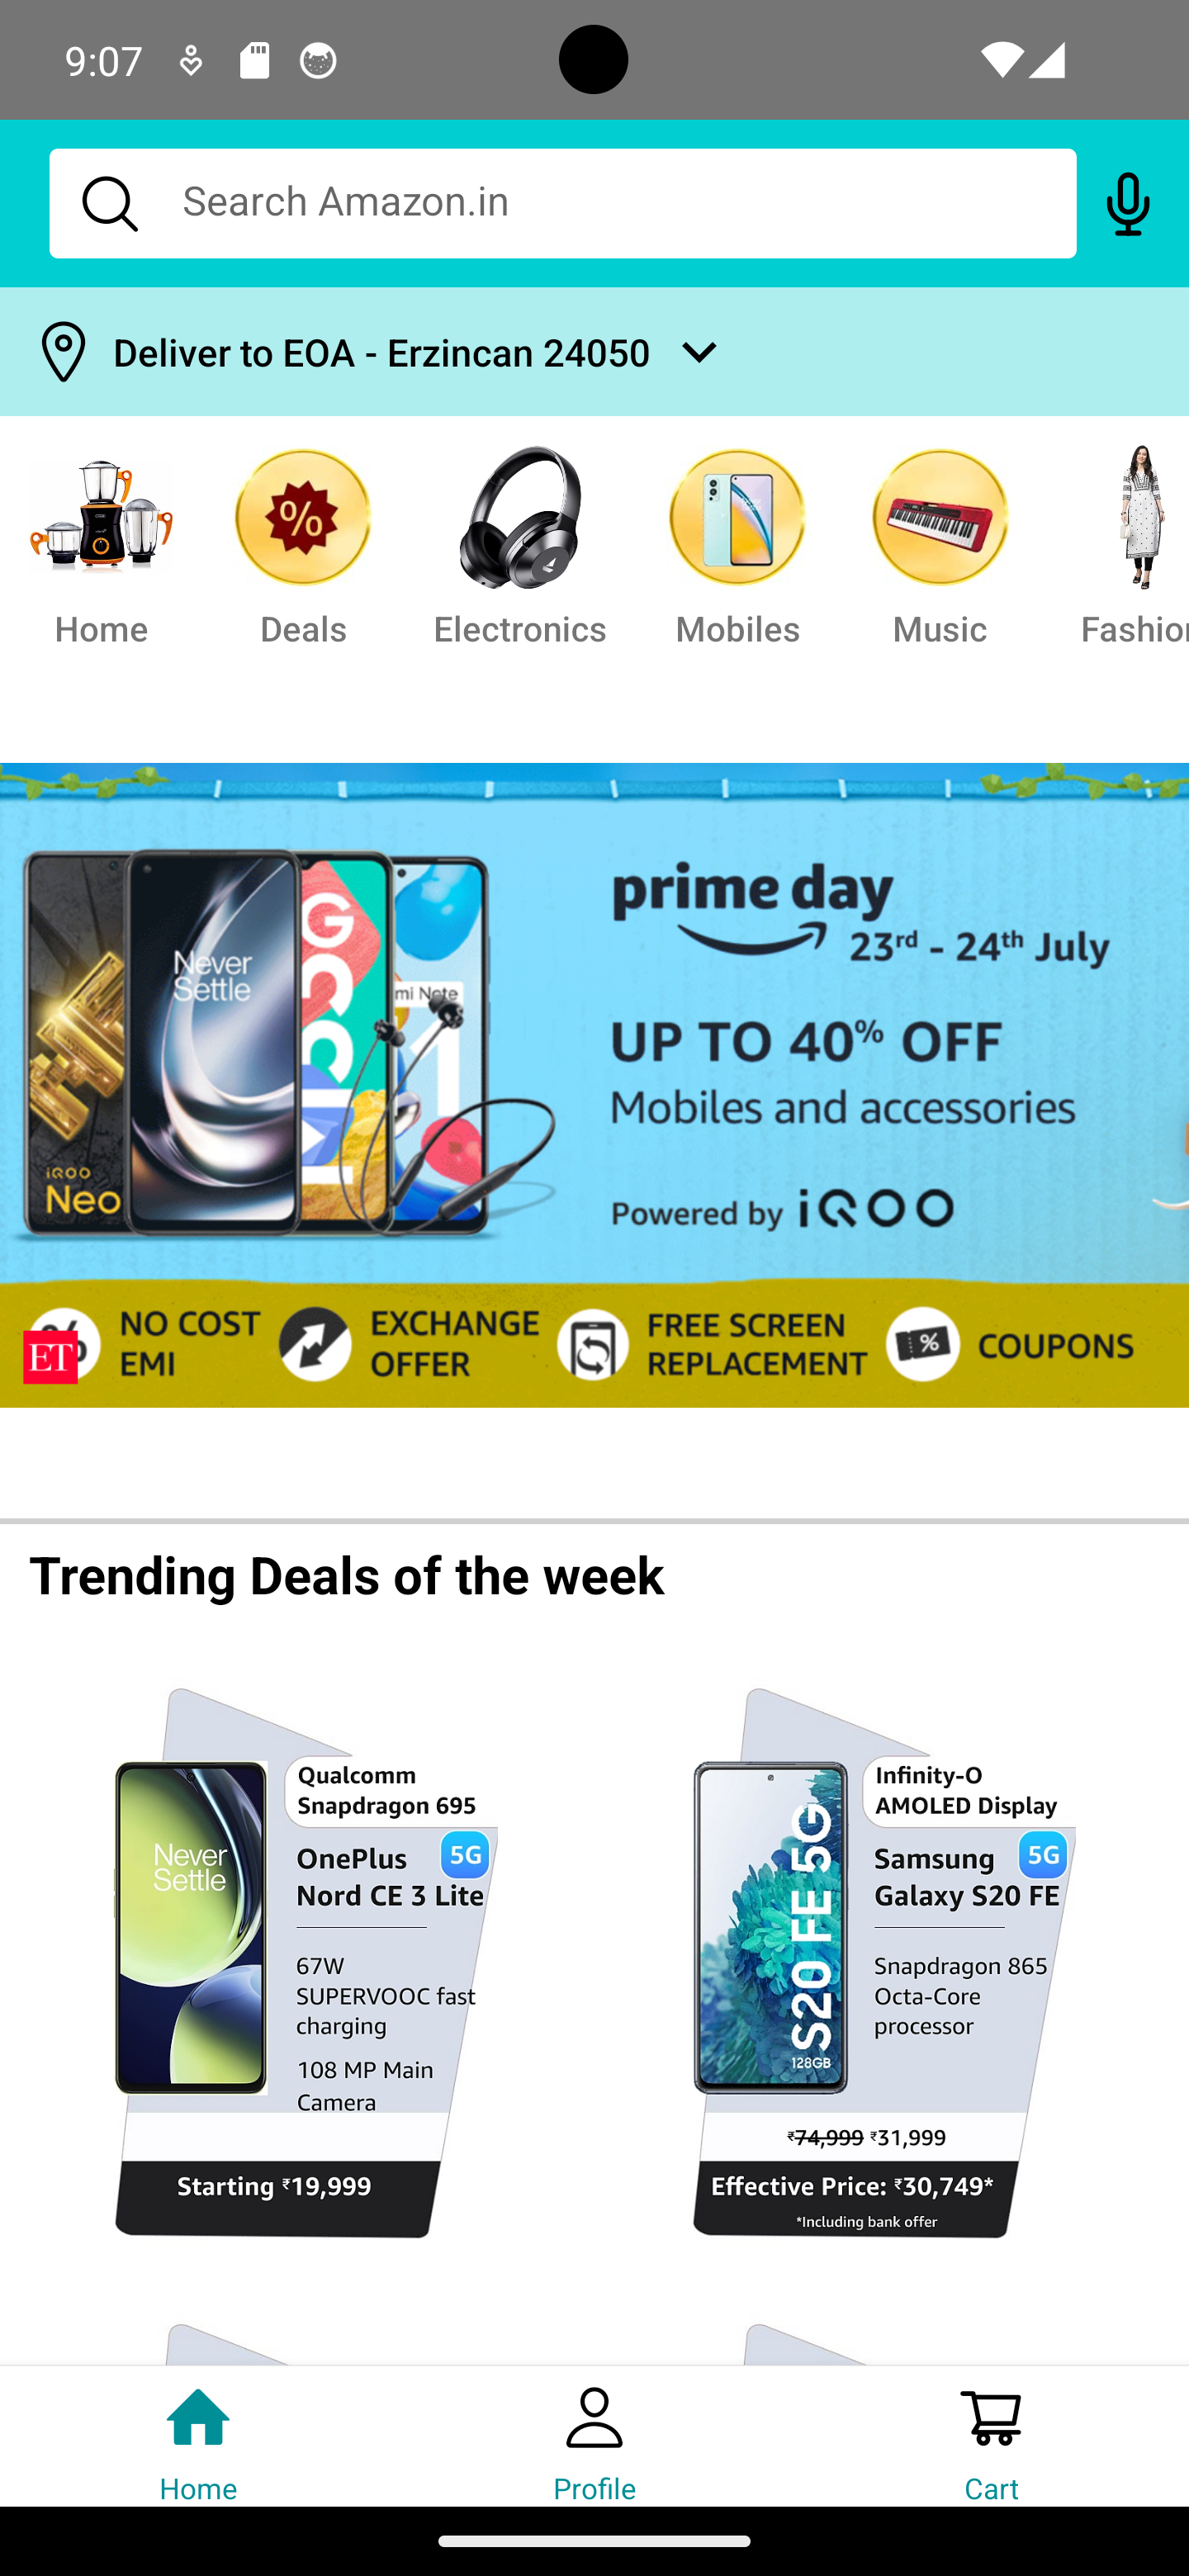 9:07
Search Amazon.in
Deliver to EOA - Erzincan 24050
Home
Deals
Electronics
Mobiles
Music
Fashion
prime day
23rd - 24th July
UP TO 40% OFF
Mobiles and accessories
Powered by iQOO
Never
Settle
iQOO
Neo
mi Note
NO COST
EMI
EXCHANGE
OFFER
FREE SCREEN
REPLACEMENT
COUPONS
ET
Trending Deals of the week
Qualcomm
Snapdragon 695
OnePlus 5G
Nord CE 3 Lite
Never
Settle
67W
SUPERVOOC fast
charging
108 MP Main
Camera
Starting ₹19,999
Infinity-O
AMOLED Display
Samsung 5G
Galaxy S20 FE
S20 FE 5G
128GB
Snapdragon 865
Octa-Core
processor
₹74,999 ₹31,999
Effective Price: ₹30,749*
*Including bank offer
Home
Profile
Cart